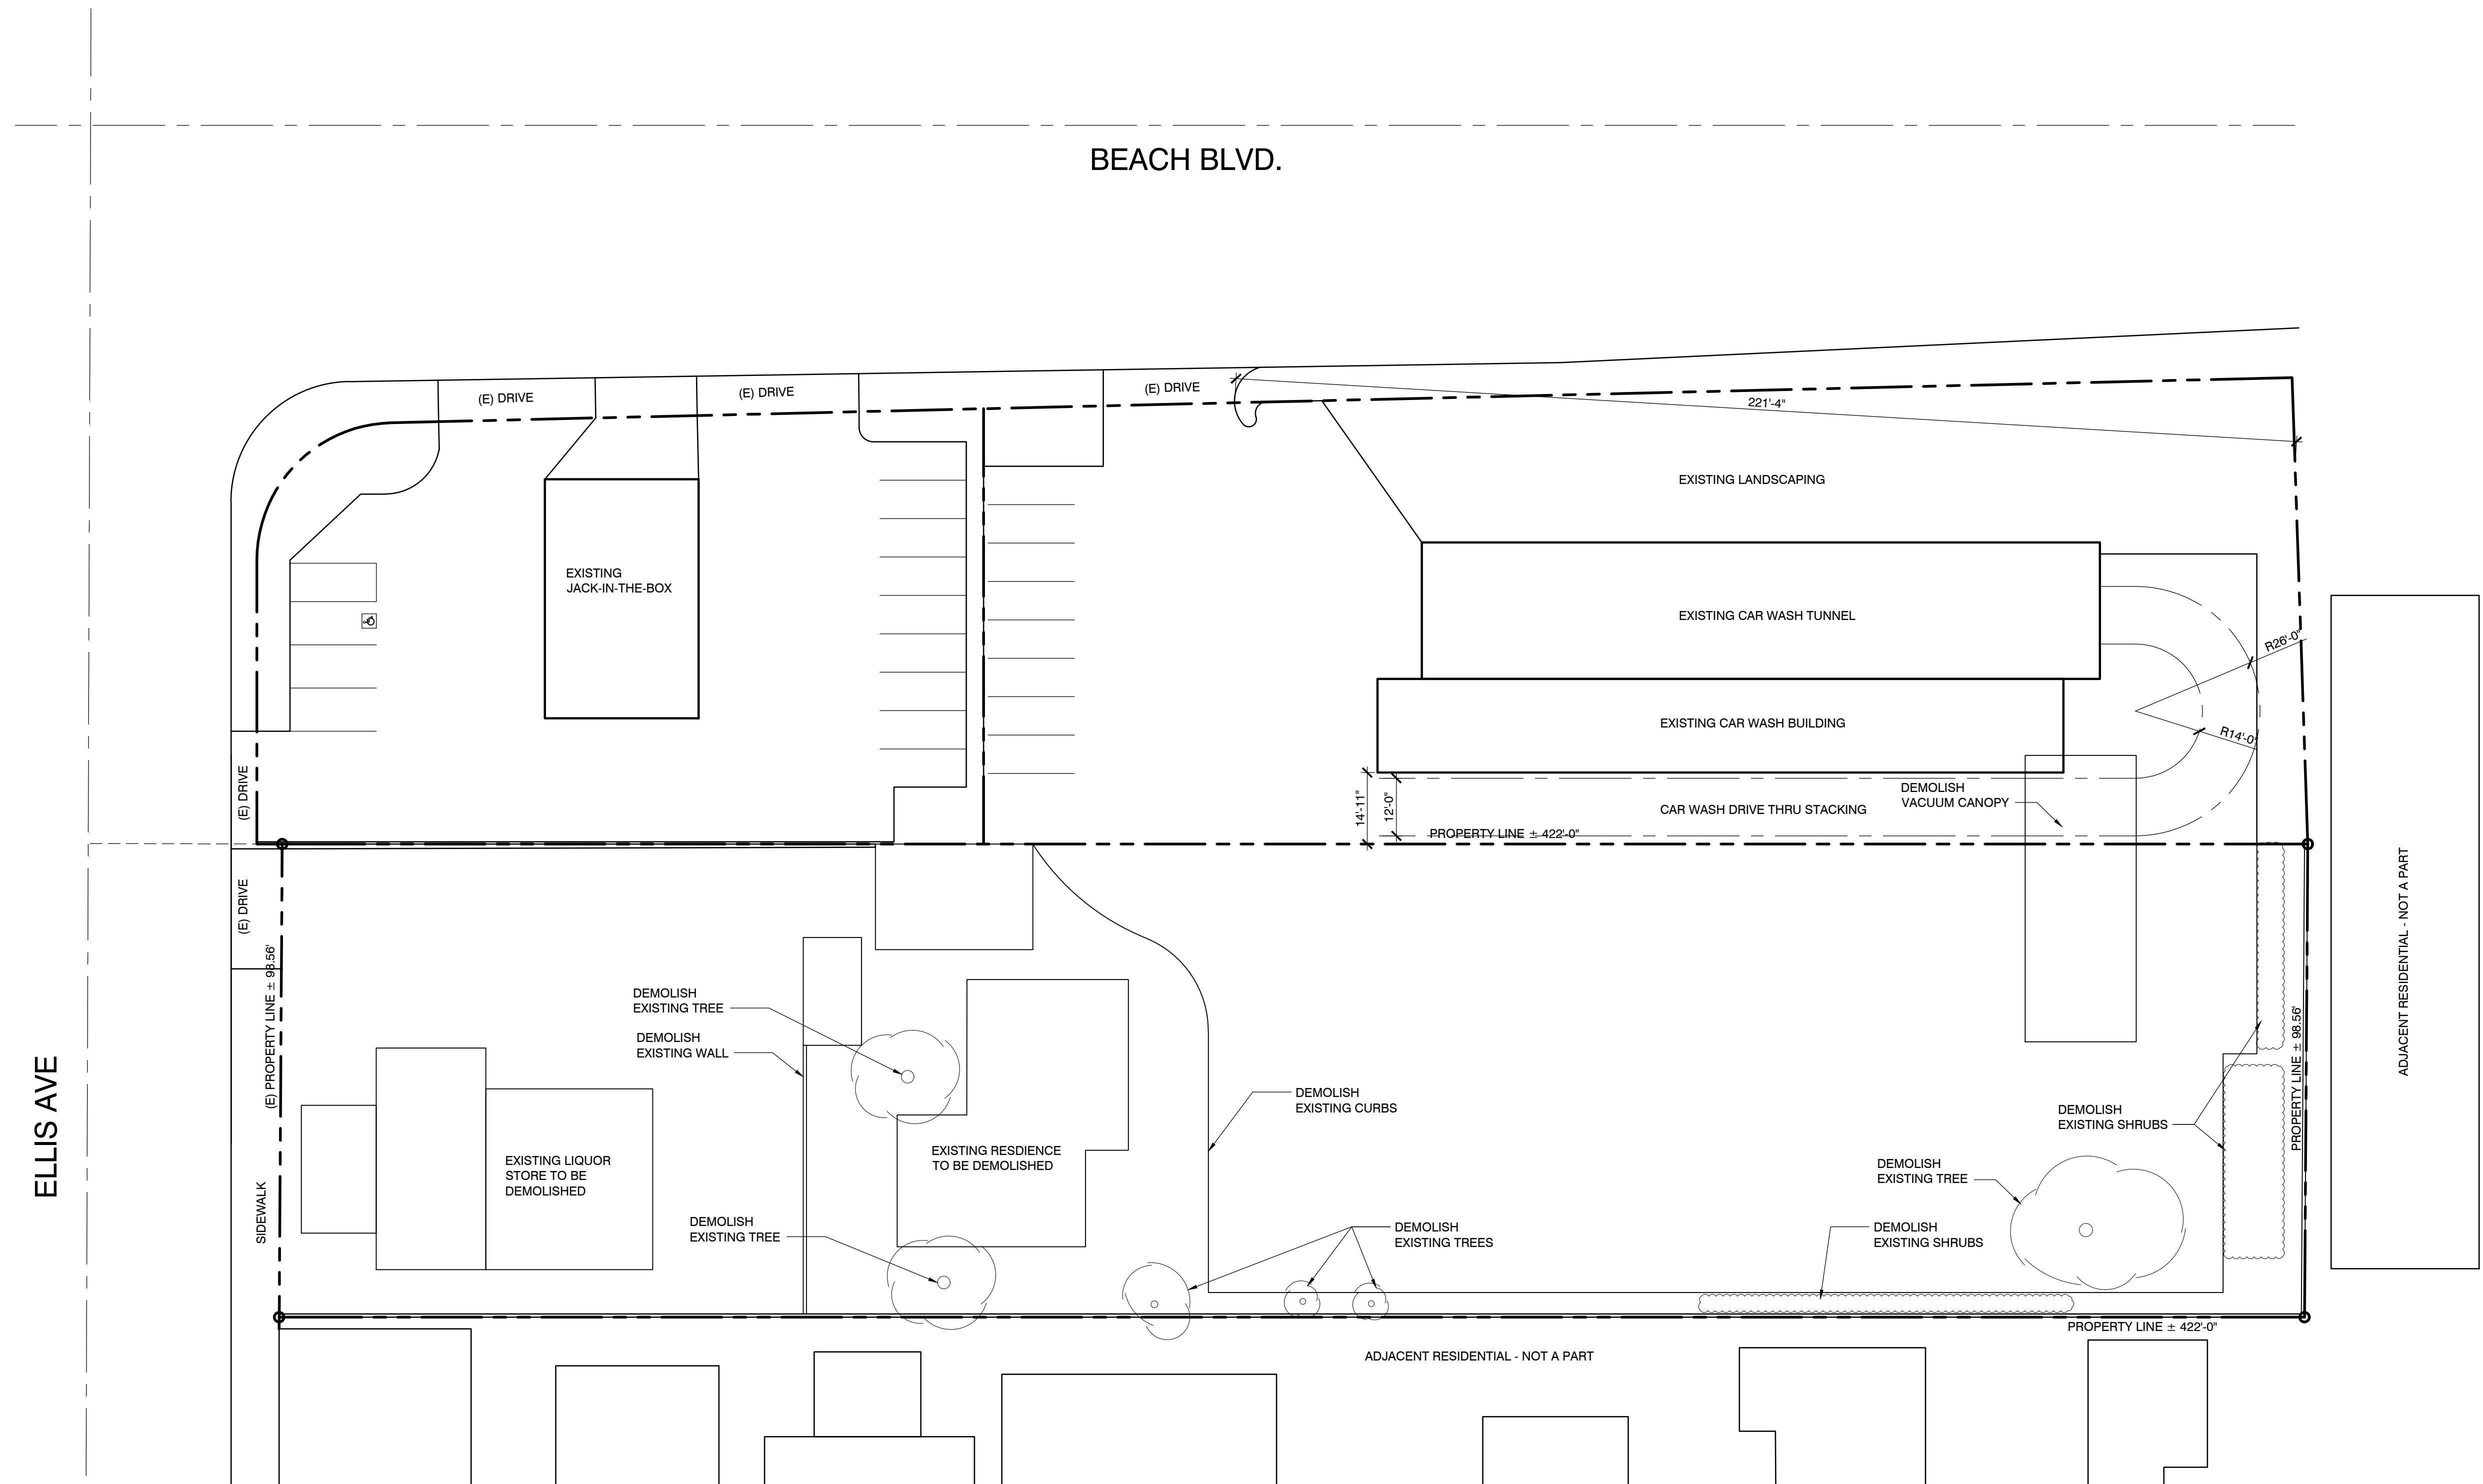 BEACH BLVD.
(E) DRIVE
(E) DRIVE
(E) DRIVE
221'-4"
EXISTING LANDSCAPING
EXISTING
JACK-IN-THE-BOX
EXISTING CAR WASH TUNNEL
R26'-0"
EXISTING CAR WASH BUILDING
R14'-0"
(E) DRIVE
14'-11"
12'-0"
DEMOLISH
VACUUM CANOPY
CAR WASH DRIVE THRU STACKING
PROPERTY LINE ± 422'-0"
(E) DRIVE
(E) PROPERTY LINE ± 98.56'
ADJACENT RESIDENTIAL - NOT A PART
DEMOLISH
EXISTING TREE
DEMOLISH
EXISTING WALL
PROPERTY LINE ± 98.56"
ELLIS AVE
DEMOLISH
EXISTING CURBS
DEMOLISH
EXISTING SHRUBS
EXISTING LIQUOR
STORE TO BE
DEMOLISHED
EXISTING RESDIENCE
TO BE DEMOLISHED
DEMOLISH
EXISTING TREE
SIDEWALK
DEMOLISH
EXISTING TREE
DEMOLISH
EXISTING TREES
DEMOLISH
EXISTING SHRUBS
PROPERTY LINE ± 422'-0"
ADJACENT RESIDENTIAL - NOT A PART